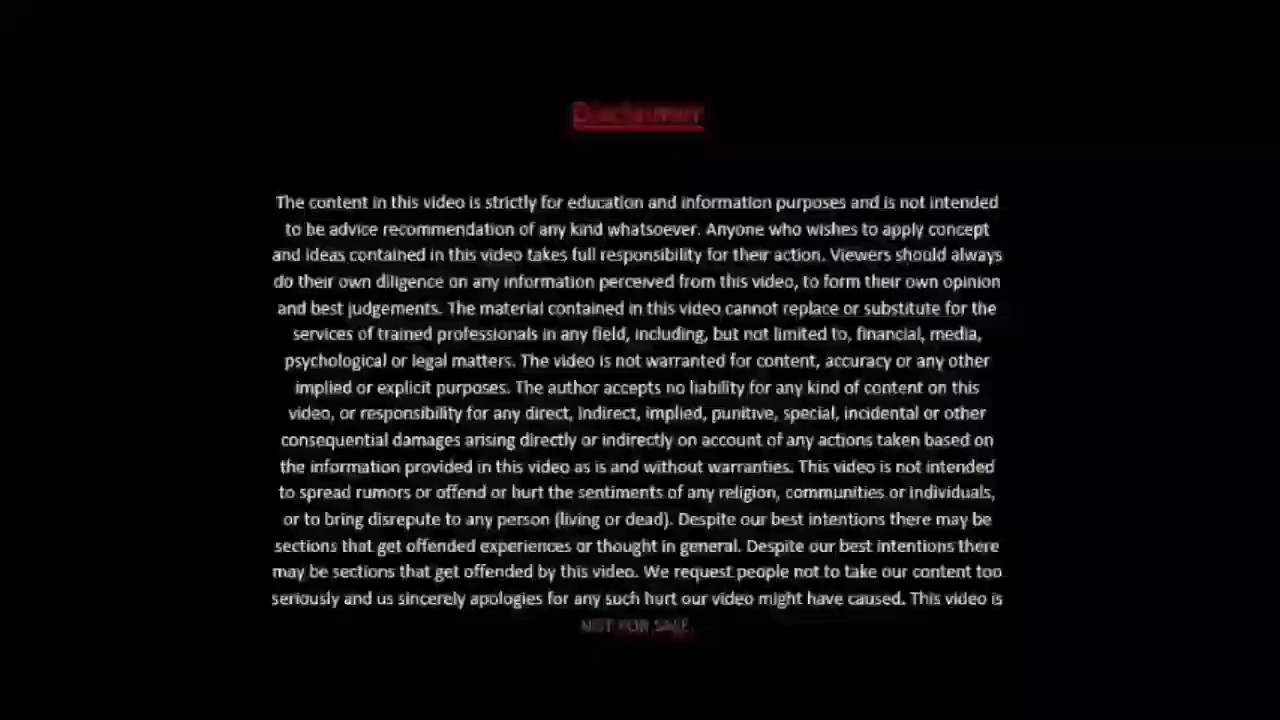 Disclaimer
The content in this video is strictly for education and information purposes and is not intended
to be advice recommendation of any kind whatsoever. Anyone who wishes to apply concept
and ideas contained in this video takes full responsibility for their action. Viewers should always
do their own diligence on any information perceived from this video, to form their own opinion
and best judgements. The material contained in this video cannot replace or substitute for the
services of trained professionals in any field, including, but not limited to, financial, media,
psychological or legal matters. The video is not warranted for content, accuracy or any other
implied or explicit purposes. The author accepts no liability for any kind of content on this
video, or responsibility for any direct, indirect, implied, punitive, special, incidental or other
consequential damages arising directly or indirectly on account of any actions taken based on
the information provided in this video as is and without warranties. This video is not intended
to spread rumors or offend or hurt the sentiments of any religion, communities or individuals,
or to bring disrepute to any person (living or dead). Despite our best intentions there may be
sections that get offended experiences or thought in general. Despite our best intentions there
may be sections that get offended by this video. We request people not to take our content too
seriously and us sincerely apologies for any such hurt our video might have caused. This video is
NOT FOR SALE.